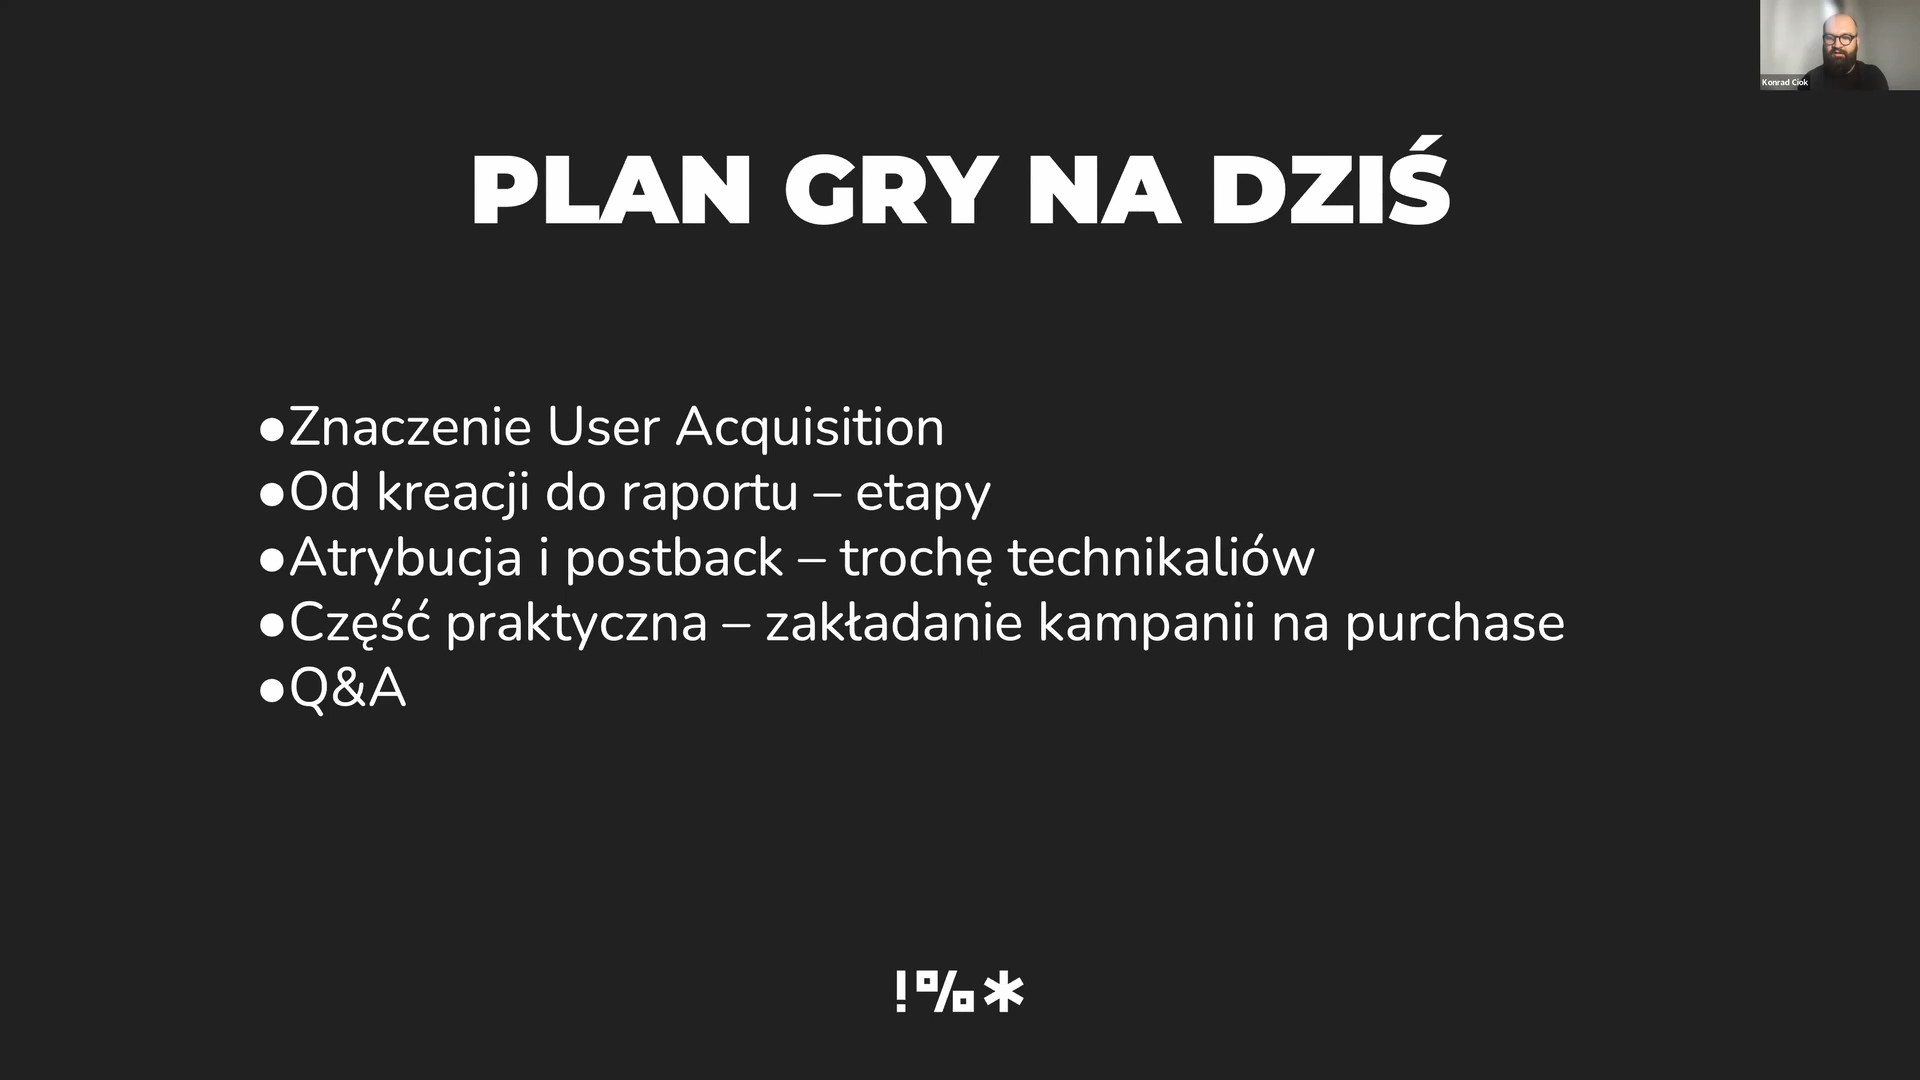 Konrad Ciok
PLAN GRY NA DZIŚ
●Znaczenie User Acquisition
●Od kreacji do raportu – etapy
●Atrybucja i postback – trochę technikaliów
●Część praktyczna – zakładanie kampanii na purchase
●Q&A
!%*